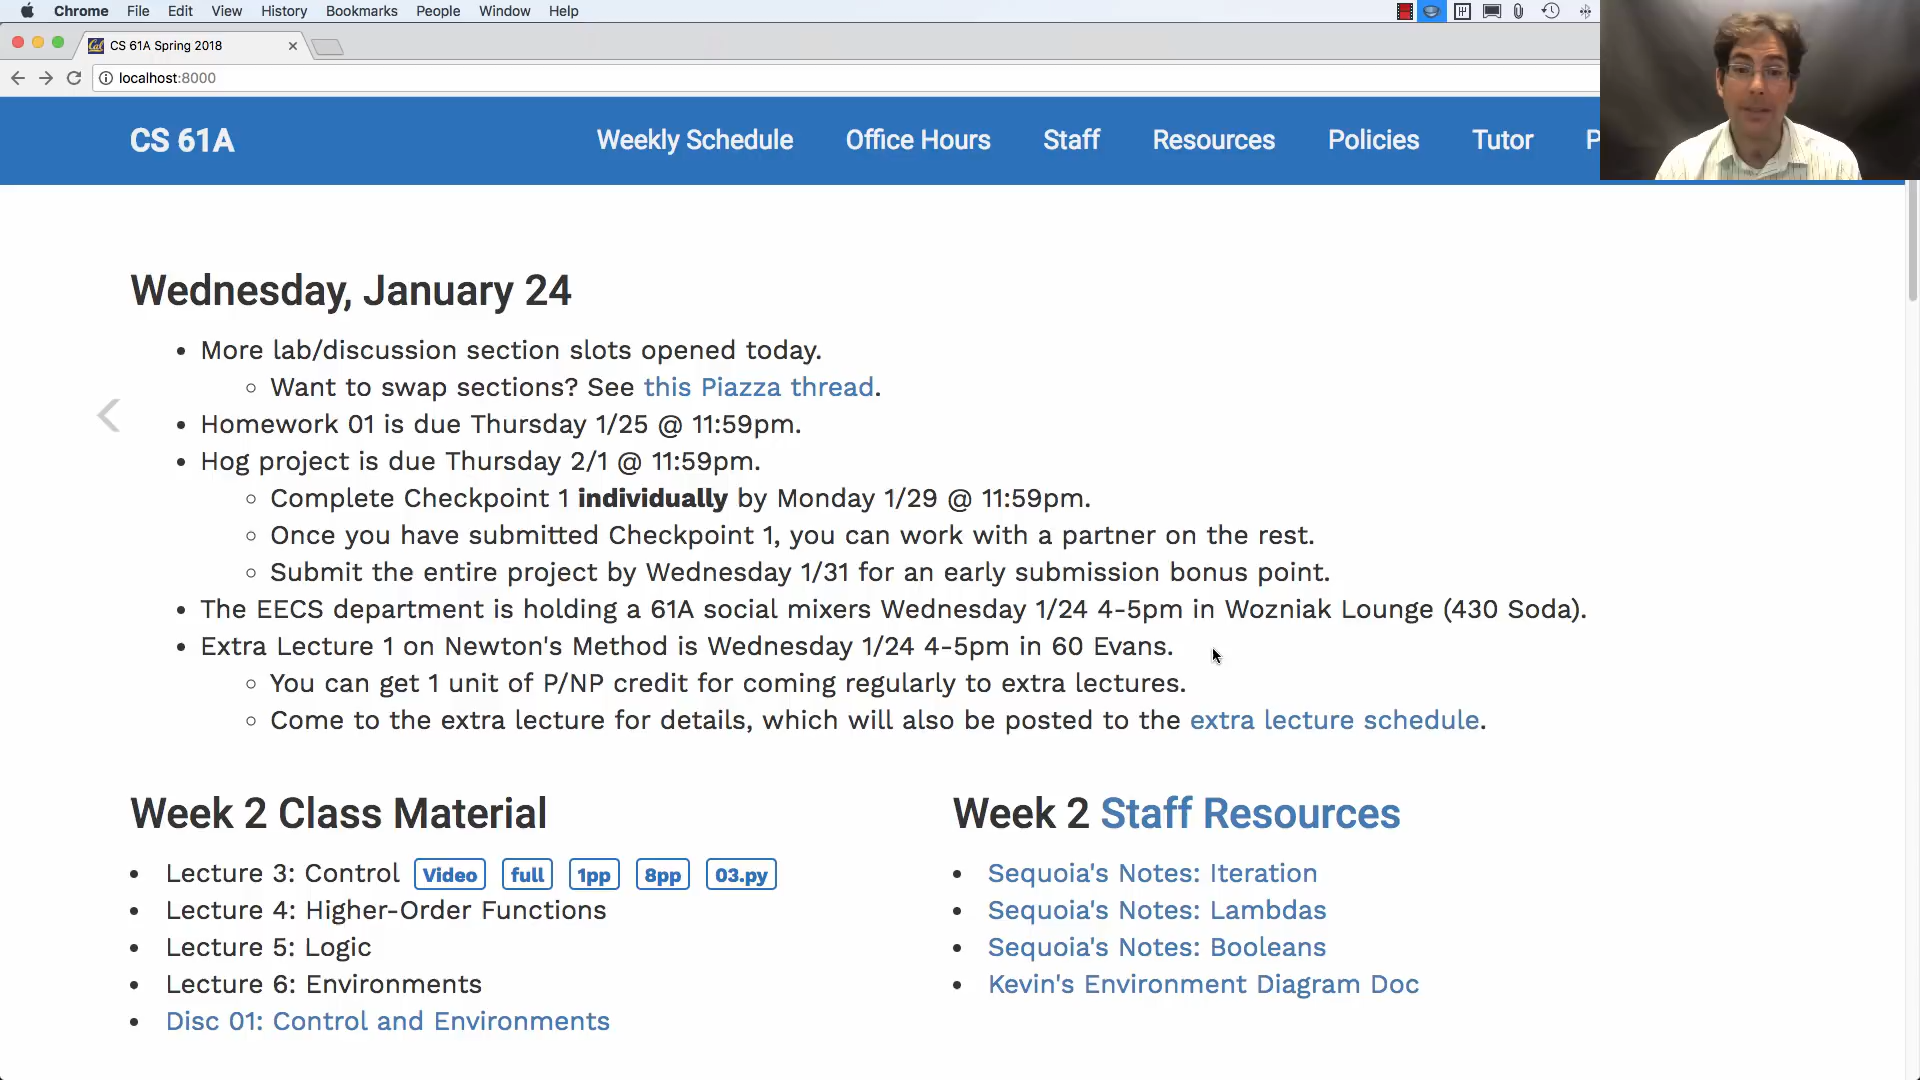 Chrome File Edit View History Bookmarks People Window Help
CS 61A Spring 2018
localhost:8000
CS 61A Weekly Schedule Office Hours Staff Resources Policies Tutor P
Wednesday, January 24
• More lab/discussion section slots opened today.
○ Want to swap sections? See this Piazza thread.
• Homework 01 is due Thursday 1/25 @ 11:59pm.
• Hog project is due Thursday 2/1 @ 11:59pm.
○ Complete Checkpoint 1 individually by Monday 1/29 @ 11:59pm.
○ Once you have submitted Checkpoint 1, you can work with a partner on the rest.
○ Submit the entire project by Wednesday 1/31 for an early submission bonus point.
• The EECS department is holding a 61A social mixers Wednesday 1/24 4-5pm in Wozniak Lounge (430 Soda).
• Extra Lecture 1 on Newton's Method is Wednesday 1/24 4-5pm in 60 Evans.
○ You can get 1 unit of P/NP credit for coming regularly to extra lectures.
○ Come to the extra lecture for details, which will also be posted to the extra lecture schedule.
Week 2 Class Material
• Lecture 3: Control Video full 1pp 8pp 03.py
• Lecture 4: Higher-Order Functions
• Lecture 5: Logic
• Lecture 6: Environments
• Disc 01: Control and Environments
Week 2 Staff Resources
• Sequoia's Notes: Iteration
• Sequoia's Notes: Lambdas
• Sequoia's Notes: Booleans
• Kevin's Environment Diagram Doc